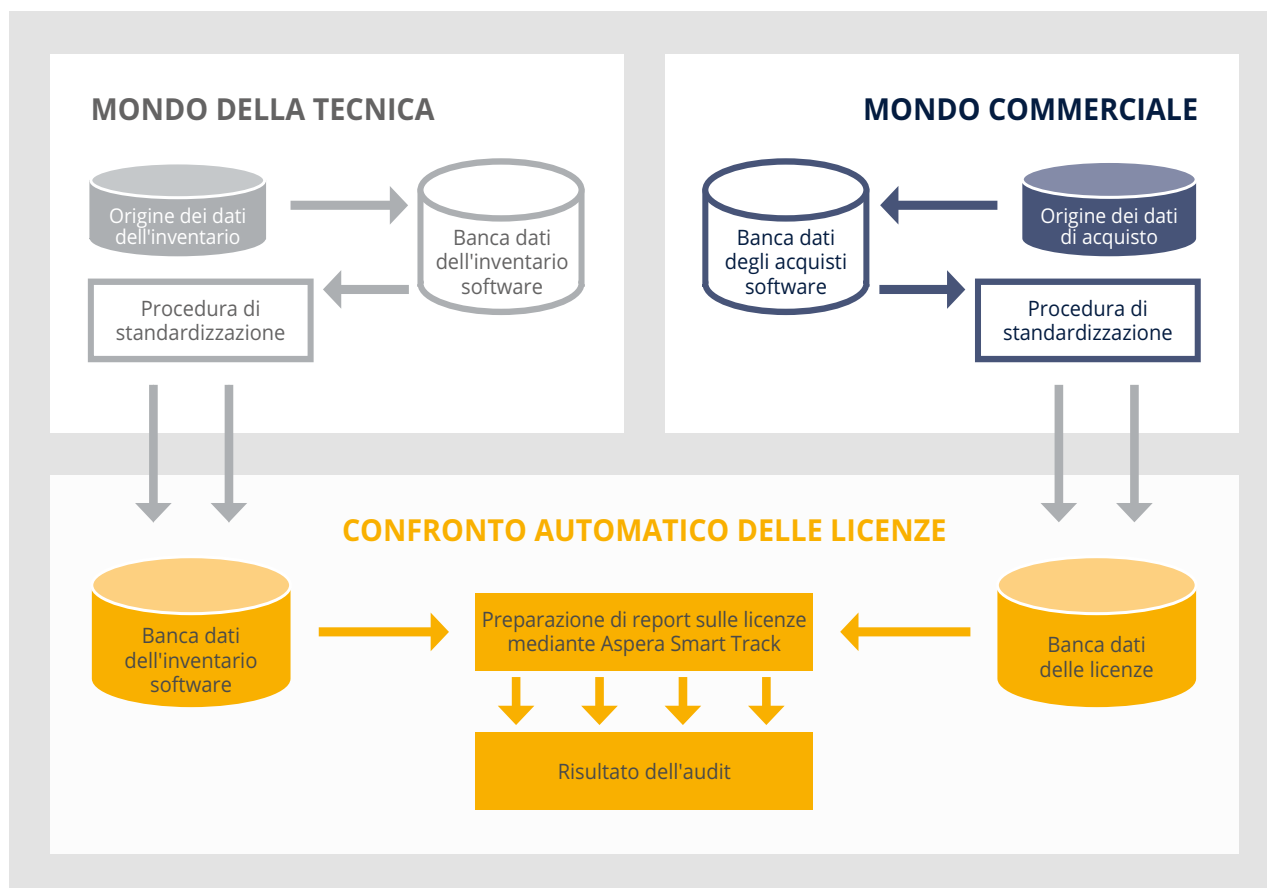 MONDO DELLA TECNICA
Origine dei dati
dell'inventario
Banca dati
dell'inventario
software
Procedura di
standardizzazione
MONDO COMMERCIALE
Banca dati
degli acquisti
software
Origine dei dati
di acquisto
Procedura di
standardizzazione
CONFRONTO AUTOMATICO DELLE LICENZE
Banca dati
dell'inventario
software
Preparazione di report sulle licenze
mediante Aspera Smart Track
Banca dati
delle licenze
Risultato dell'audit